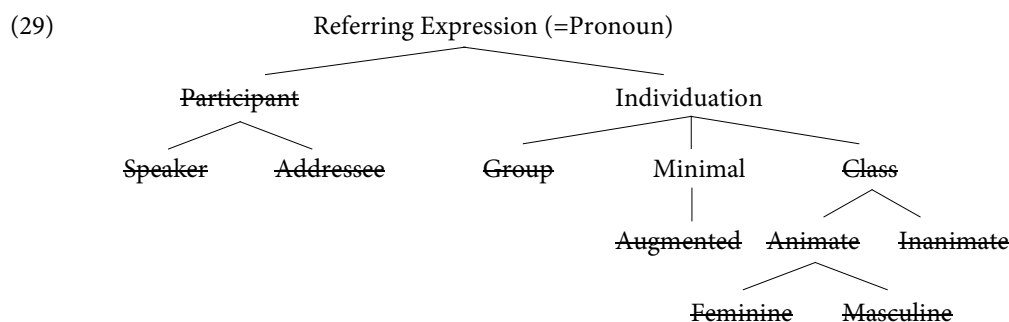 (29) Referring Expression (=Pronoun)
Participant Individuation
Speaker Addressee Group Minimal Class
Augmented Animate Inanimate
Feminine Masculine